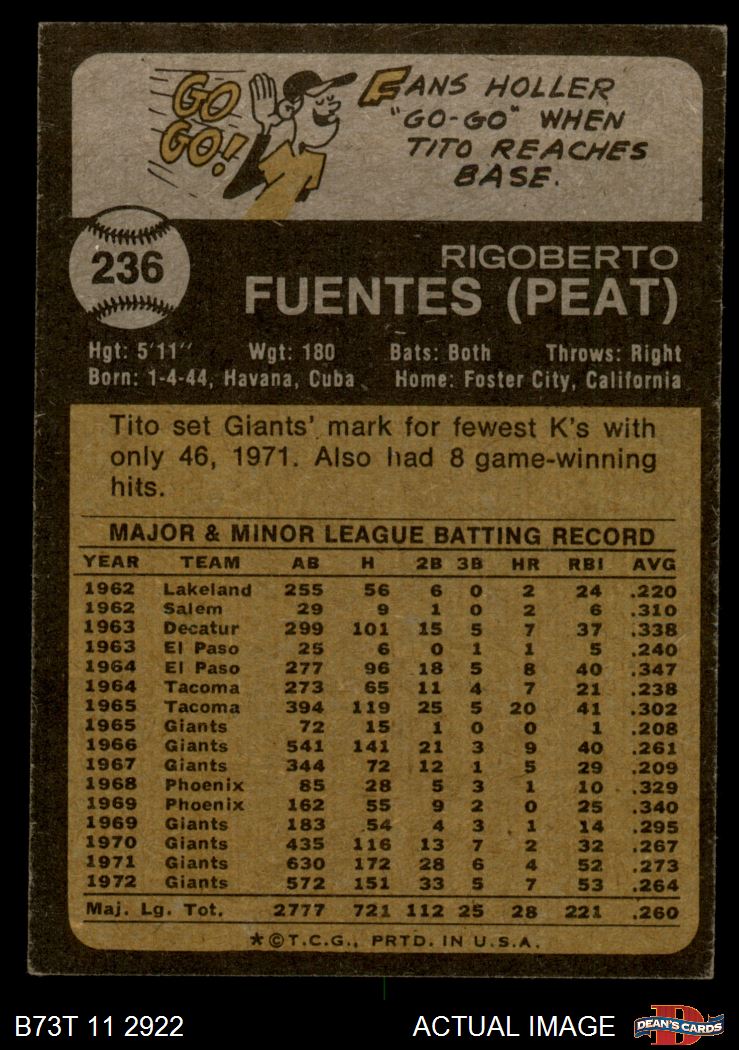 GO
GO!
FANS HOLLER
"GO-GO" WHEN
TITO REACHES
BASE.
236
RIGOBERTO
FUENTES (PEAT)
Hgt: 5'11" Wgt: 180 Bats: Both Throws: Right
Born: 1-4-44, Havana, Cuba Home: Foster City, California
Tito set Giants' mark for fewest K's with
only 46, 1971. Also had 8 game-winning
hits.
MAJOR & MINOR LEAGUE BATTING RECORD
YEAR TEAM AB H 2B 3B HR RBI AVG
1962 Lakeland 255 56 6 0 2 24 .220
1962 Salem 29 9 1 0 2 6 .310
1963 Decatur 299 101 15 5 7 37 .338
1963 El Paso 25 6 0 1 1 5 .240
1964 El Paso 277 96 18 5 8 40 .347
1964 Tacoma 273 65 11 4 7 21 .238
1965 Tacoma 394 119 25 5 20 41 .302
1965 Giants 72 15 1 0 0 1 .208
1966 Giants 541 141 21 3 9 40 .261
1967 Giants 344 72 12 1 5 29 .209
1968 Phoenix 85 28 5 3 1 10 .329
1969 Phoenix 162 55 9 2 0 25 .340
1969 Giants 183 54 4 3 1 14 .295
1970 Giants 435 116 13 7 2 32 .267
1971 Giants 630 172 28 6 4 52 .273
1972 Giants 572 151 33 5 7 53 .264
Maj. Lg. Tot. 2777 721 112 25 28 221 .260
*©T.C.G., PRTD. IN U.S.A.
B73T 11 2922 ACTUAL IMAGE D DEAN'S CARDS